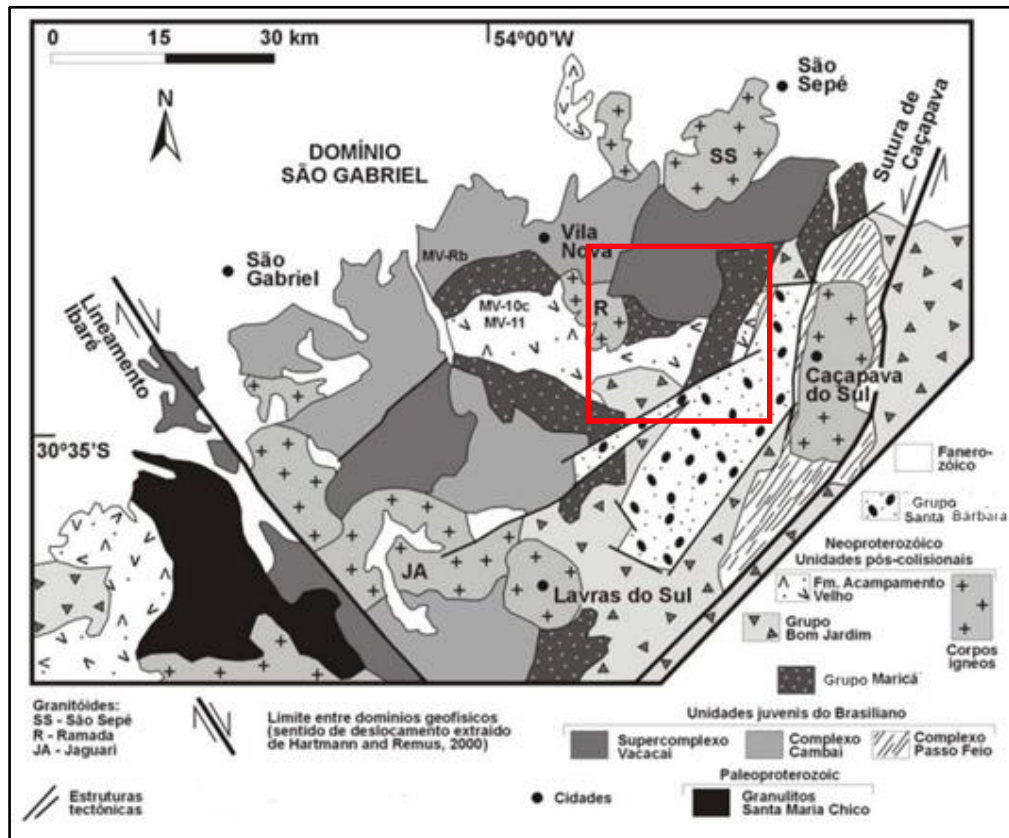 0 15 30 km
54º00'W
São
Sepé
N
DOMÍNIO
SÃO GABRIEL
SS
Sutura de
Caçapava
Vila
Nova
São
Gabriel
MV-Rb
MV-10c
MV-11
R
Lineamento
Ibaré
Caçapava
do Sul
30º35'S
JA
Lavras do Sul
Fanero-
zóico
Grupo
Santa Bárbara
Neoproterozóico
Unidades pós-colisionais
Fm. Acampamento
Velho
Grupo
Bom Jardim
Corpos
ígneos
Grupo Maricá
Granitóides:
SS - São Sepé
R - Ramada
JA - Jaguari
Limite entre domínios geofísicos
(sentido de deslocamento extraído
de Hartmann and Remus, 2000)
Unidades juvenis do Brasiliano
Supercomplexo
Vacacaí
Complexo
Cambaí
Complexo
Passo Feio
Paleoproterozoic
Granulitos
Santa Maria Chico
Estruturas
tectônicas
Cidades